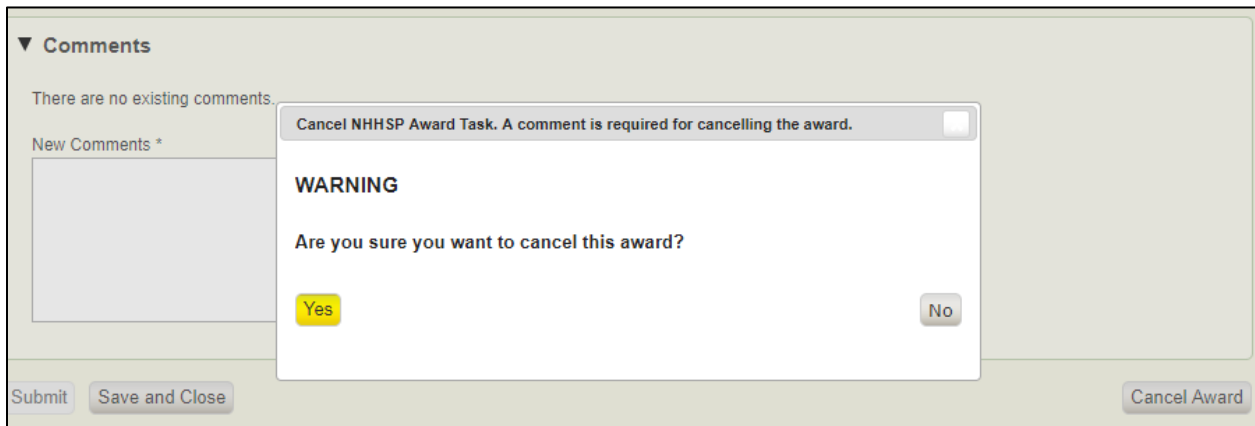 ▼ Comments
There are no existing comments.
New Comments *
Cancel NHHSP Award Task. A comment is required for cancelling the award.
WARNING
Are you sure you want to cancel this award?
Yes
No
Submit
Save and Close
Cancel Award